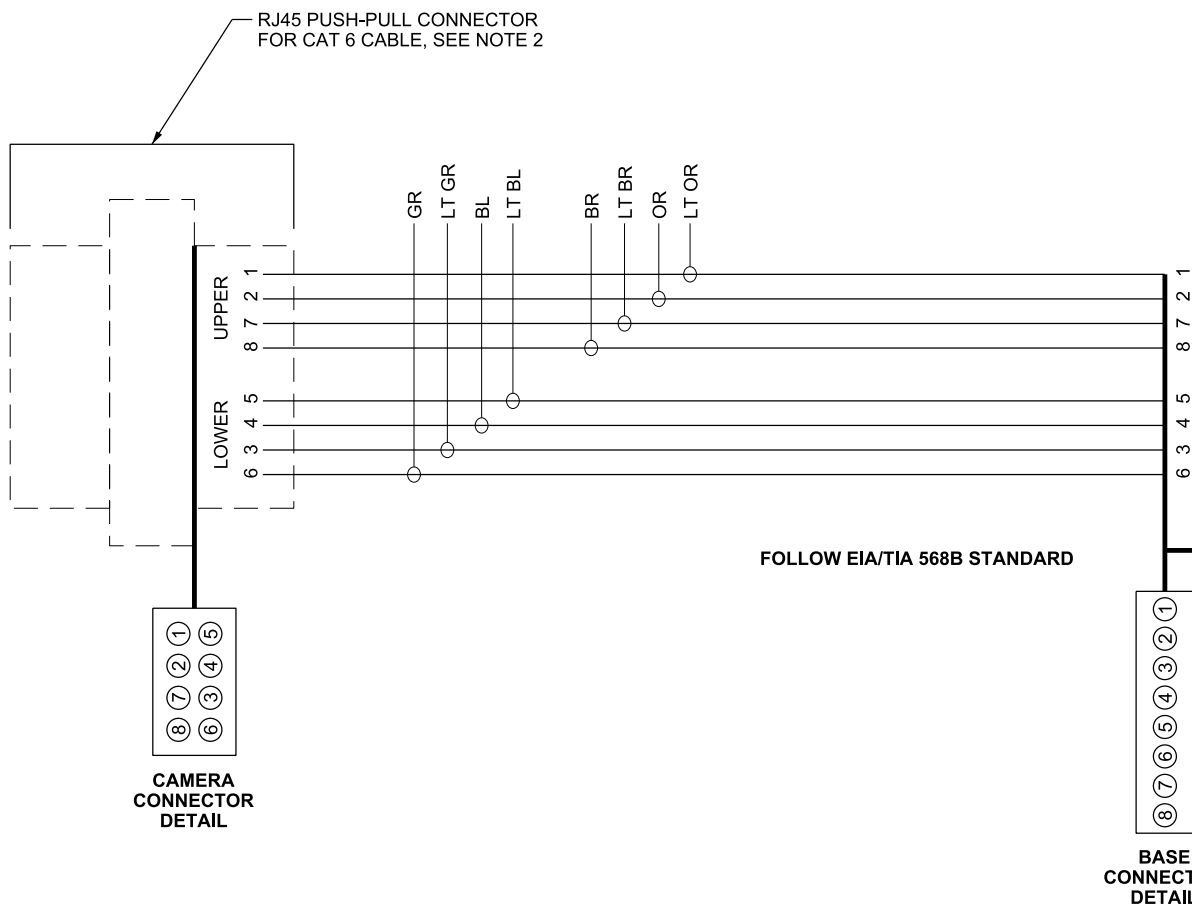 RJ45 PUSH-PULL CONNECTOR
FOR CAT 6 CABLE, SEE NOTE 2
GR
LT GR
BL
LT BL
BR
LT BR
OR
LT OR
UPPER
1
2
7
8
LOWER
5
4
3
6
1
2
7
8
5
4
3
6
FOLLOW EIA/TIA 568B STANDARD
1 5
2 4
7 3
8 6
CAMERA
CONNECTOR
DETAIL
1
2
3
4
5
6
7
8
BASE
CONNECT
DETAIL